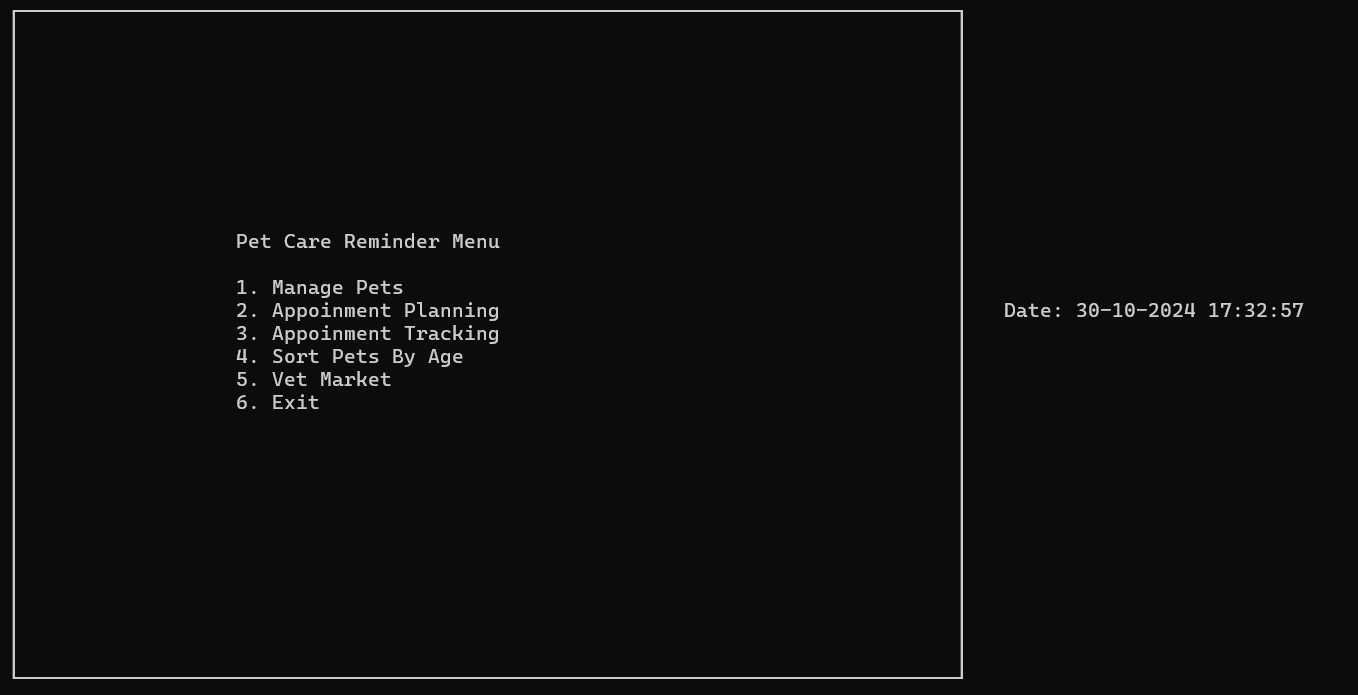 Pet Care Reminder Menu
1. Manage Pets
2. Appoinment Planning
3. Appoinment Tracking
4. Sort Pets By Age
5. Vet Market
6. Exit
Date: 30-10-2024 17:32:57